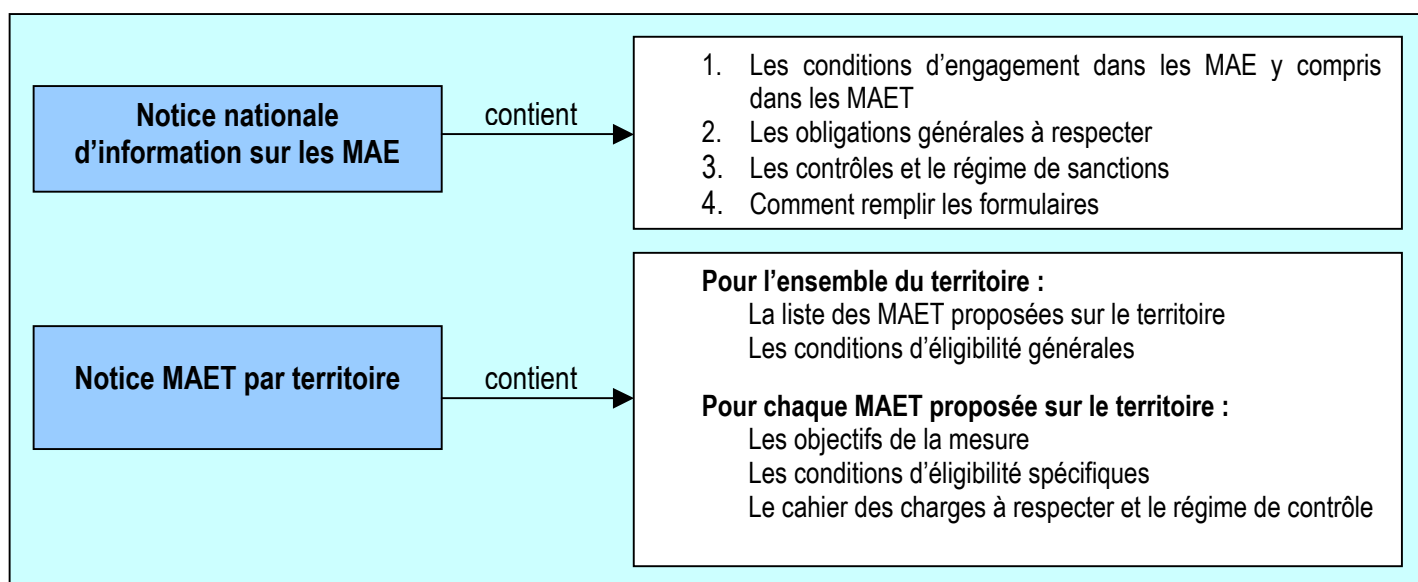 Notice nationale
d’information sur les MAE
contient
1. Les conditions d’engagement dans les MAE y compris
dans les MAET
2. Les obligations générales à respecter
3. Les contrôles et le régime de sanctions
4. Comment remplir les formulaires
Notice MAET par territoire
contient
Pour l’ensemble du territoire :
La liste des MAET proposées sur le territoire
Les conditions d’éligibilité générales
Pour chaque MAET proposée sur le territoire :
Les objectifs de la mesure
Les conditions d’éligibilité spécifiques
Le cahier des charges à respecter et le régime de contrôle